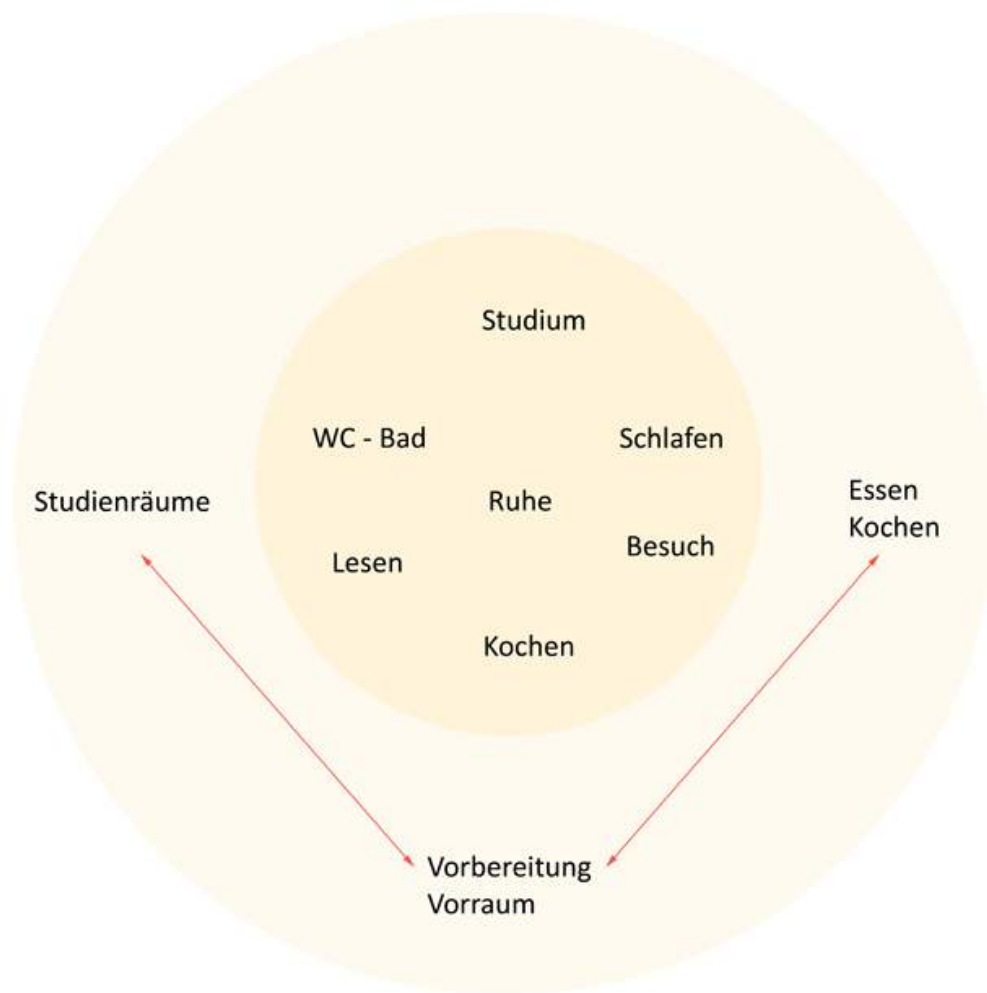 Studium
WC - Bad
Schlafen
Studienräume
Ruhe
Essen
Kochen
Lesen
Besuch
Kochen
Vorbereitung
Vorraum